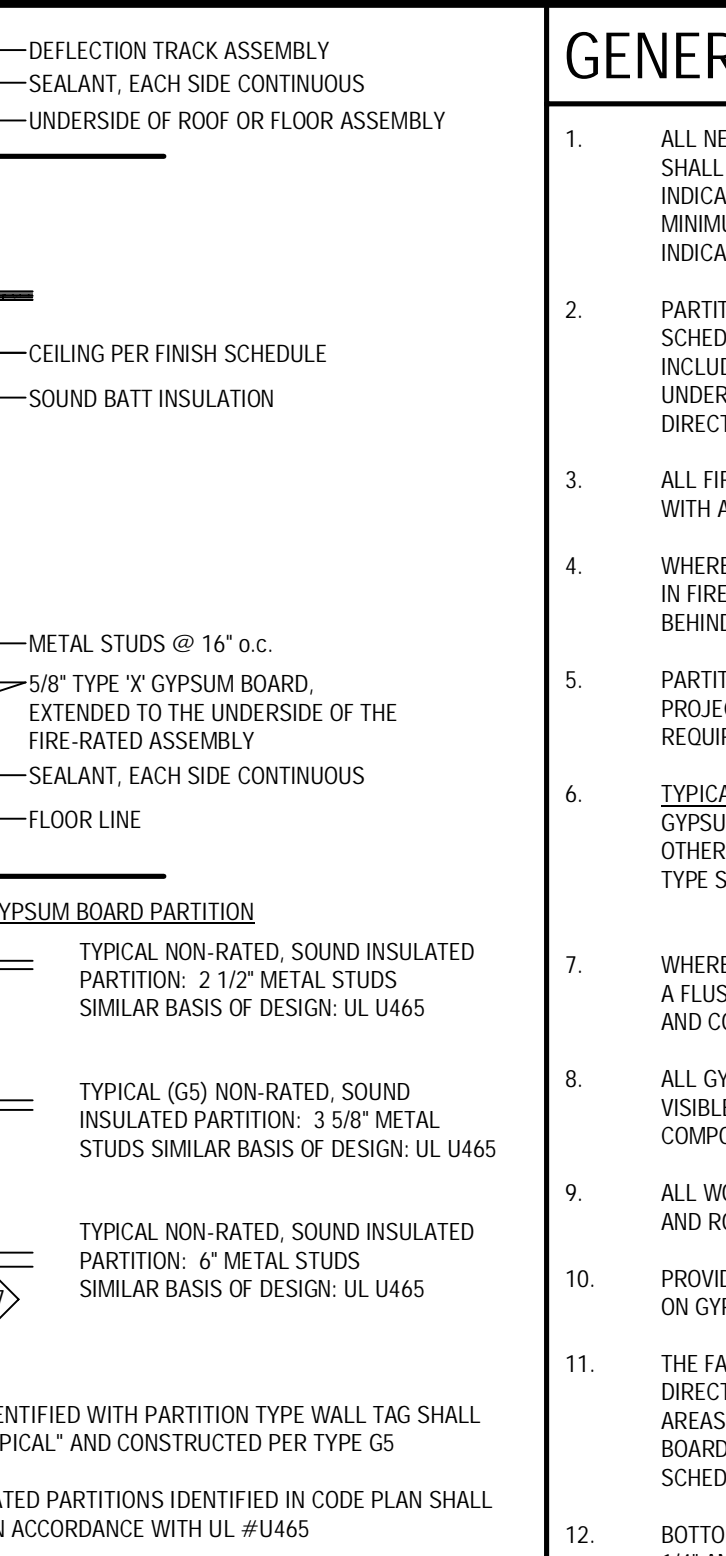 DEFLECTION TRACK ASSEMBLY
SEALANT, EACH SIDE CONTINUOUS
UNDERSIDE OF ROOF OR FLOOR ASSEMBLY
CEILING PER FINISH SCHEDULE
SOUND BATT INSULATION
METAL STUDS @ 16" o.c.
5/8" TYPE 'X' GYPSUM BOARD,
EXTENDED TO THE UNDERSIDE OF THE
FIRE-RATED ASSEMBLY
SEALANT, EACH SIDE CONTINUOUS
FLOOR LINE
YPSUM BOARD PARTITION
TYPICAL NON-RATED, SOUND INSULATED
PARTITION: 2 1/2" METAL STUDS
SIMILAR BASIS OF DESIGN: UL U465
TYPICAL (G5) NON-RATED, SOUND
INSULATED PARTITION: 3 5/8" METAL
STUDS SIMILAR BASIS OF DESIGN: UL U465
TYPICAL NON-RATED, SOUND INSULATED
PARTITION: 6" METAL STUDS
SIMILAR BASIS OF DESIGN: UL U465
ENTIFIED WITH PARTITION TYPE WALL TAG SHALL
PICAL" AND CONSTRUCTED PER TYPE G5
ATED PARTITIONS IDENTIFIED IN CODE PLAN SHALL
N ACCORDANCE WITH UL #U465
GENER
1. ALL NE
SHALL
INDICA
MINIMU
INDICA
2. PARTIT
SCHED
INCLUD
UNDER
DIRECT
3. ALL FIR
WITH A
4. WHERE
IN FIRE
BEHIND
5. PARTIT
PROJEC
REQUIR
6. TYPICA
GYPSU
OTHER
TYPE S
7. WHERE
A FLUS
AND CO
8. ALL GY
VISIBLE
COMPO
9. ALL WO
AND RO
10. PROVID
ON GYP
11. THE FA
DIRECT
AREAS
BOARD
SCHED
12. BOTTO